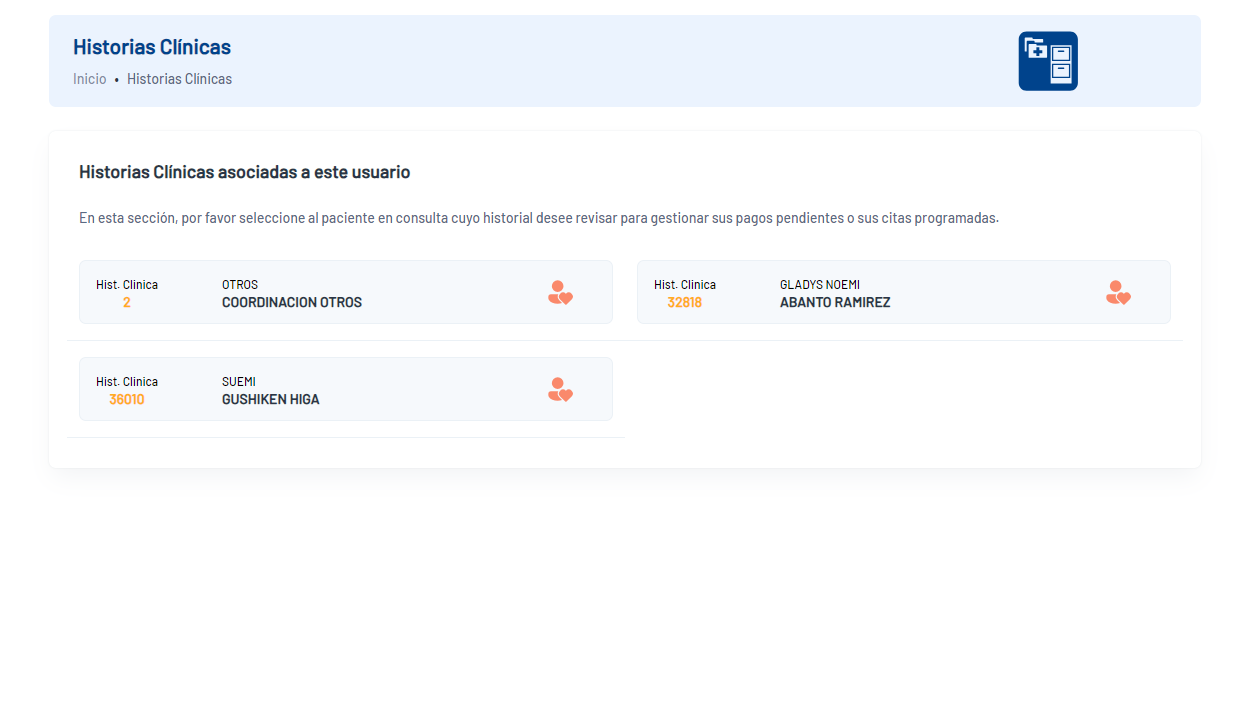 Historias Clínicas
Inicio • Historias Clínicas
Historias Clínicas asociadas a este usuario
En esta sección, por favor seleccione al paciente en consulta cuyo historial desee revisar para gestionar sus pagos pendientes o sus citas programadas.
Hist. Clinica
2
OTROS
COORDINACION OTROS
Hist. Clinica
32818
GLADYS NOEMI
ABANTO RAMIREZ
Hist. Clinica
36010
SUEMI
GUSHIKEN HIGA